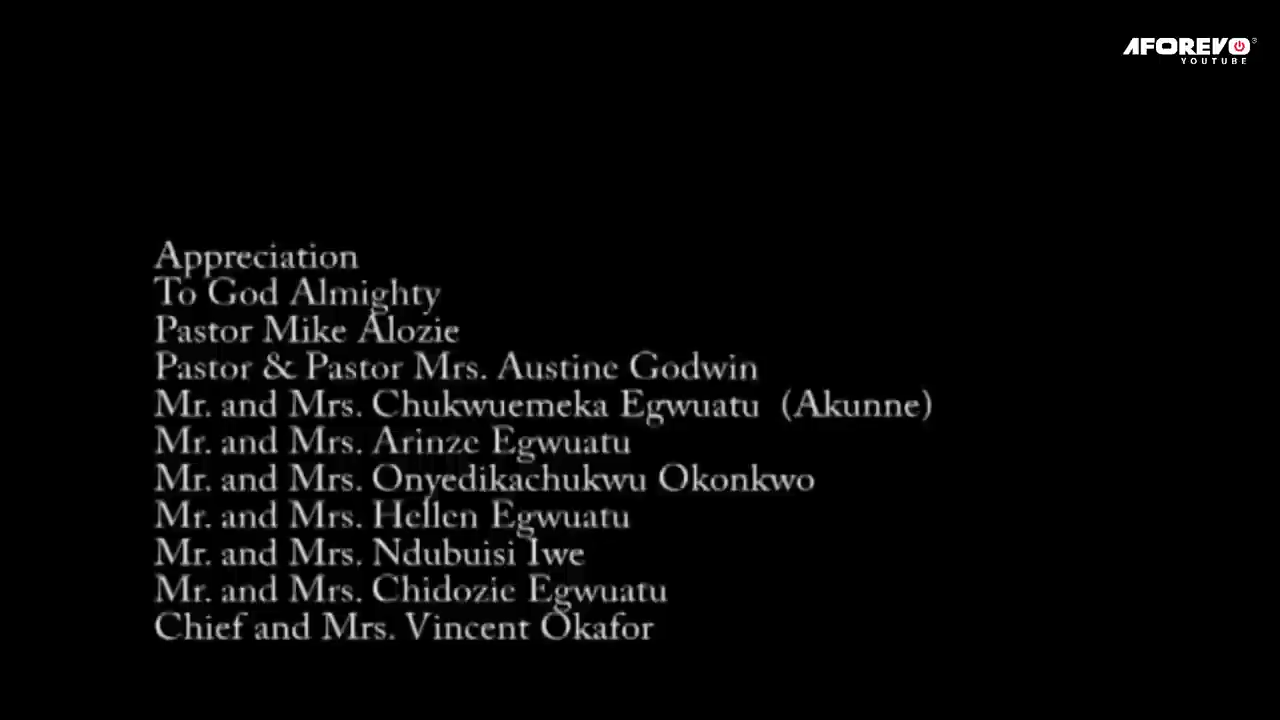 AFOREVO
YOUTUBE
Appreciation
To God Almighty
Pastor Mike Alozie
Pastor & Pastor Mrs. Austine Godwin
Mr. and Mrs. Chukwuemeka Egwuatu (Akunne)
Mr. and Mrs. Arinze Egwuatu
Mr. and Mrs. Onyedikachukwu Okonkwo
Mr. and Mrs. Hellen Egwuatu
Mr. and Mrs. Ndubuisi Iwe
Mr. and Mrs. Chidozie Egwuatu
Chief and Mrs. Vincent Okafor